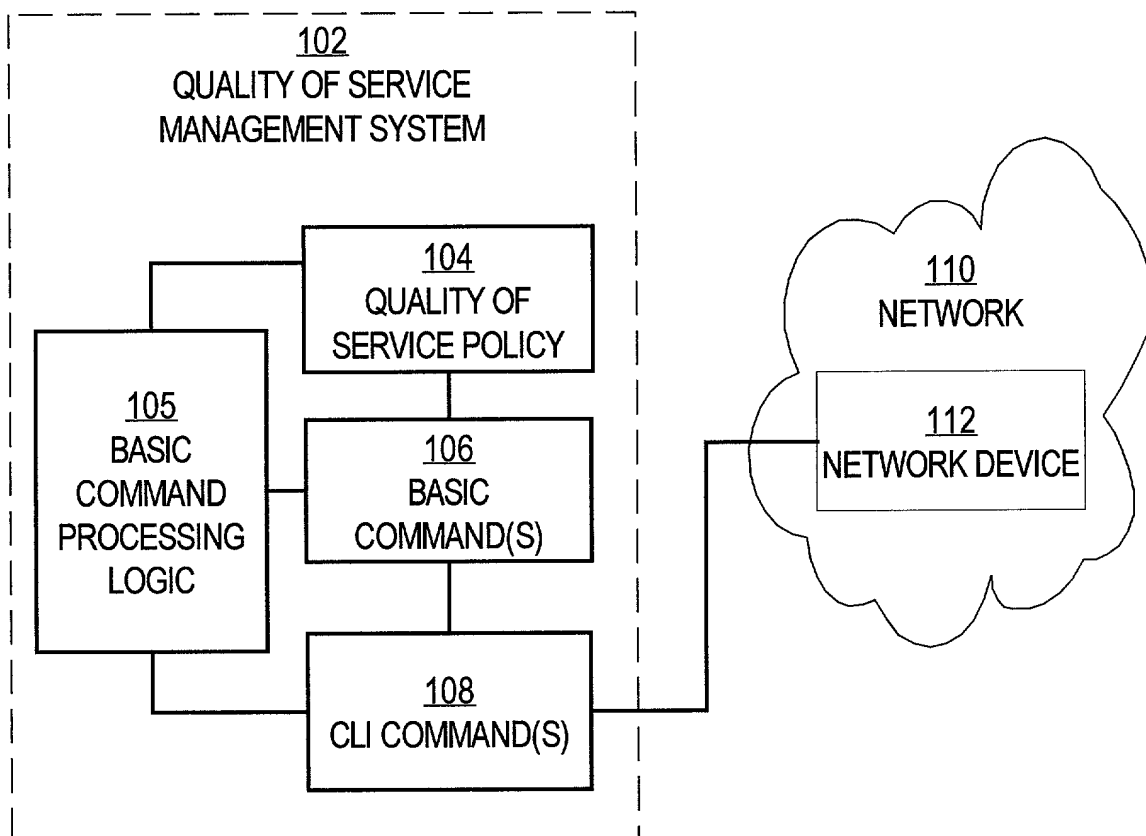 102
QUALITY OF SERVICE
MANAGEMENT SYSTEM
104
QUALITY OF
SERVICE POLICY
105
BASIC
COMMAND
PROCESSING
LOGIC
106
BASIC
COMMAND(S)
108
CLI COMMAND(S)
110
NETWORK
112
NETWORK DEVICE